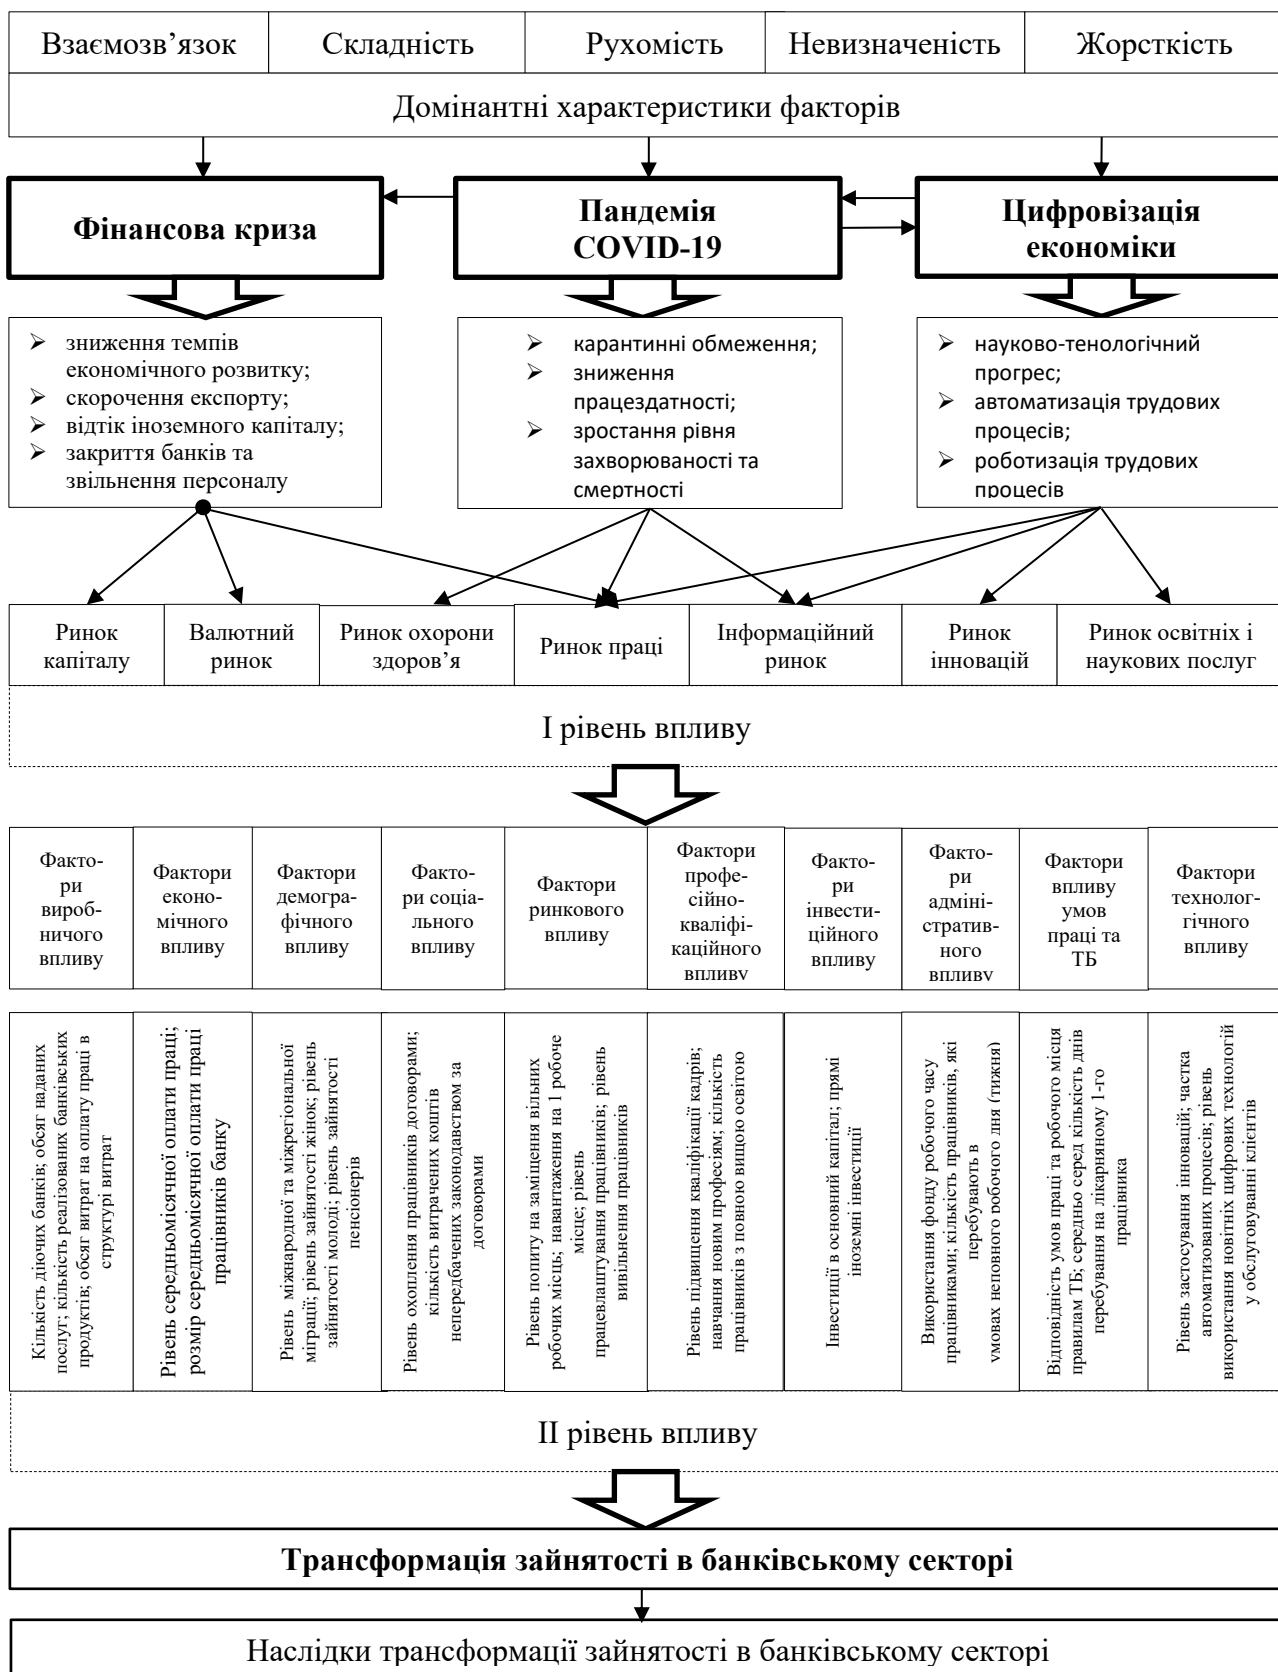 Взаємозв’язок
Складність
Рухомість
Невизначеність
Жорсткість
Домінантні характеристики факторів
Фінансова криза
Пандемія
COVID-19
Цифровізація
економіки
зниження темпів
економічного розвитку;
скорочення експорту;
відтік іноземного капіталу;
закриття банків та
звільнення персоналу
карантинні обмеження;
зниження
працездатності;
зростання рівня
захворюваності та
смертності
науково-тенологічний
прогрес;
автоматизація трудових
процесів;
роботизація трудових
процесів
Ринок
капіталу
Валютний
ринок
Ринок охорони
здоров’я
Ринок праці
Інформаційний
ринок
Ринок
інновацій
Ринок освітніх і
наукових послуг
І рівень впливу
Факто-
ри
вироб-
ничого
впливу
Фактори
еконо-
мічного
впливу
Фактори
демогра-
фічного
впливу
Факто-
ри соціа-
льного
впливу
Фактори
ринкового
впливу
Фактори
профе-
сійно-
кваліфі-
каційного
впливу
Факто-
ри
інвести-
ційного
впливу
Факто-
ри
адміні-
стратив-
ного
впливу
Фактори
впливу
умов
праці та
ТБ
Фактори
технолог-
гічного
впливу
Кількість діючих банків; обсяг наданих
послуг; кількість реалізованих банківських
продуктів; обсяг витрат на оплату праці в
структурі витрат
Рівень середньомісячної оплати праці;
розмір середньомісячної оплати праці
працівників банку
Рівень міжнародної та міжрегіональної
міграції; рівень зайнятості жінок; рівень
зайнятості молоді; рівень зайнятості
пенсіонерів
Рівень охоплення працівників договорами;
кількість витрачених коштів
непередбачених законодавством за
договорами
Рівень попиту на заміщення вільних
робочих місць; навантаження на 1 робоче
місце; рівень
працевлаштування працівників; рівень
вивільнення працівників
Рівень підвищення кваліфікації кадрів;
навчання новим професіям; кількість
працівників з повною вищою освітою
Інвестиції в основний капітал; прямі
іноземні інвестиції
Використання фонду робочого часу
працівниками; кількість працівників, які
перебувають в
умовах неповного робочого дня (тижня)
Відповідність умов праці та робочого місця
правилам ТБ; середньо серед кількість днів
перебування на лікарняному 1-го
працівника
Рівень застосування інновацій; частка
автоматизованих процесів; рівень
використання новітніх цифрових технологій
у обслуговуванні клієнтів
ІІ рівень впливу
Трансформація зайнятості в банківському секторі
Наслідки трансформації зайнятості в банківському секторі